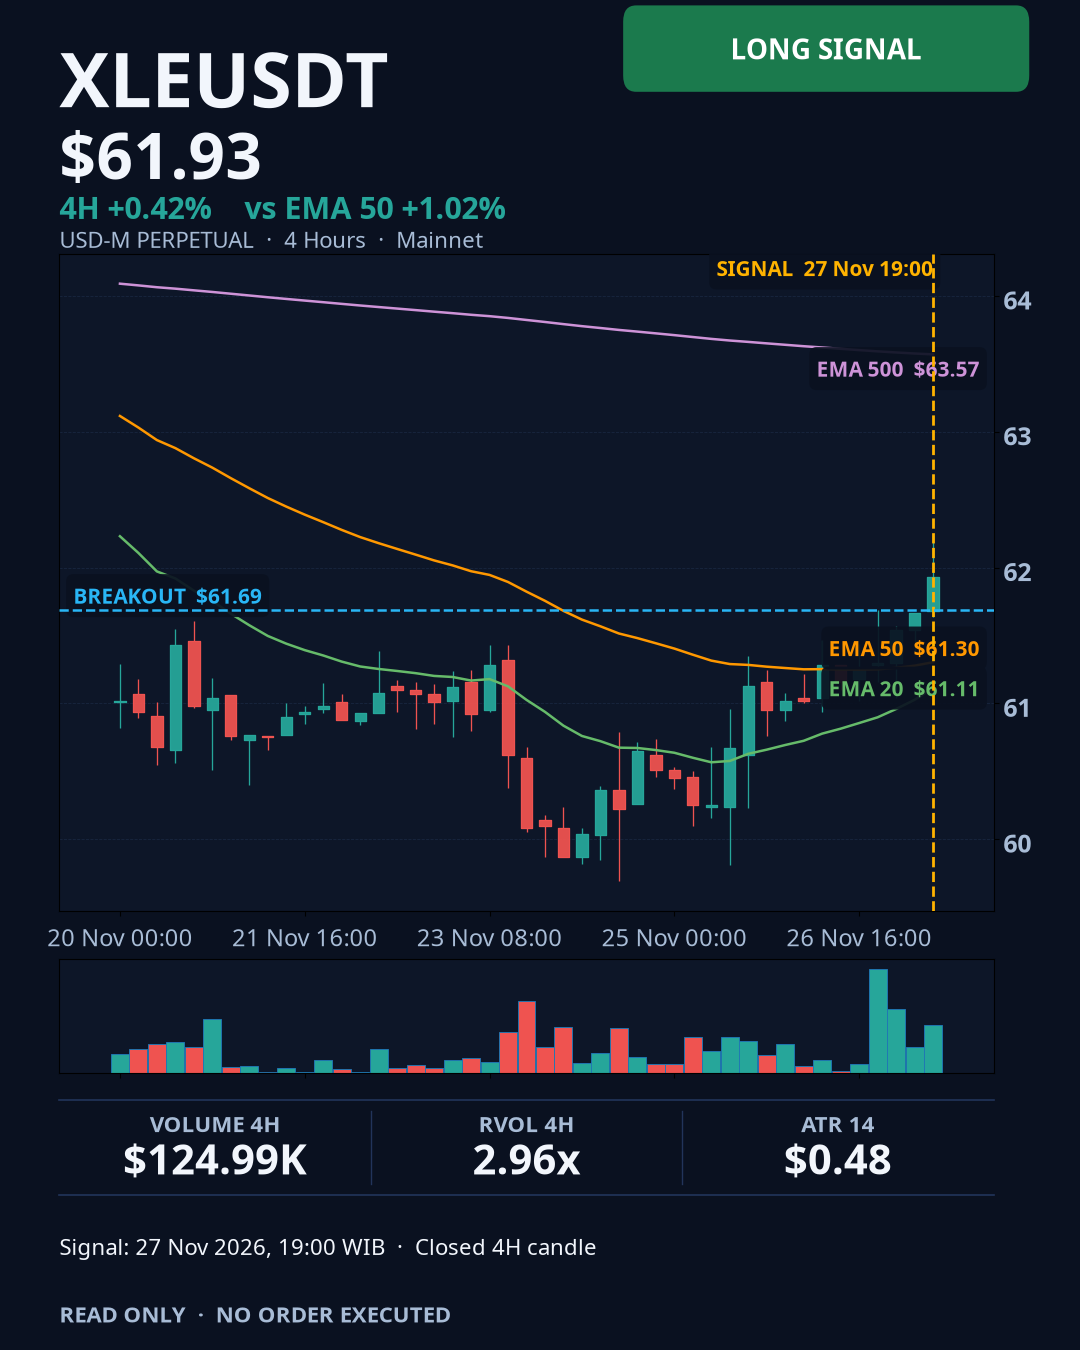 LONG SIGNAL
XLEUSDT
$61.93
4H +0.42%    vs EMA 50 +1.02%
USD-M PERPETUAL · 4 Hours · Mainnet
SIGNAL 27 Nov 19:00
64
EMA 500 $63.57
63
62
BREAKOUT $61.69
EMA 50 $61.30
EMA 20 $61.11
61
60
20 Nov 00:00    21 Nov 16:00    23 Nov 08:00    25 Nov 00:00    26 Nov 16:00
VOLUME 4H    RVOL 4H    ATR 14
$124.99K    2.96x    $0.48
Signal: 27 Nov 2026, 19:00 WIB · Closed 4H candle
READ ONLY · NO ORDER EXECUTED